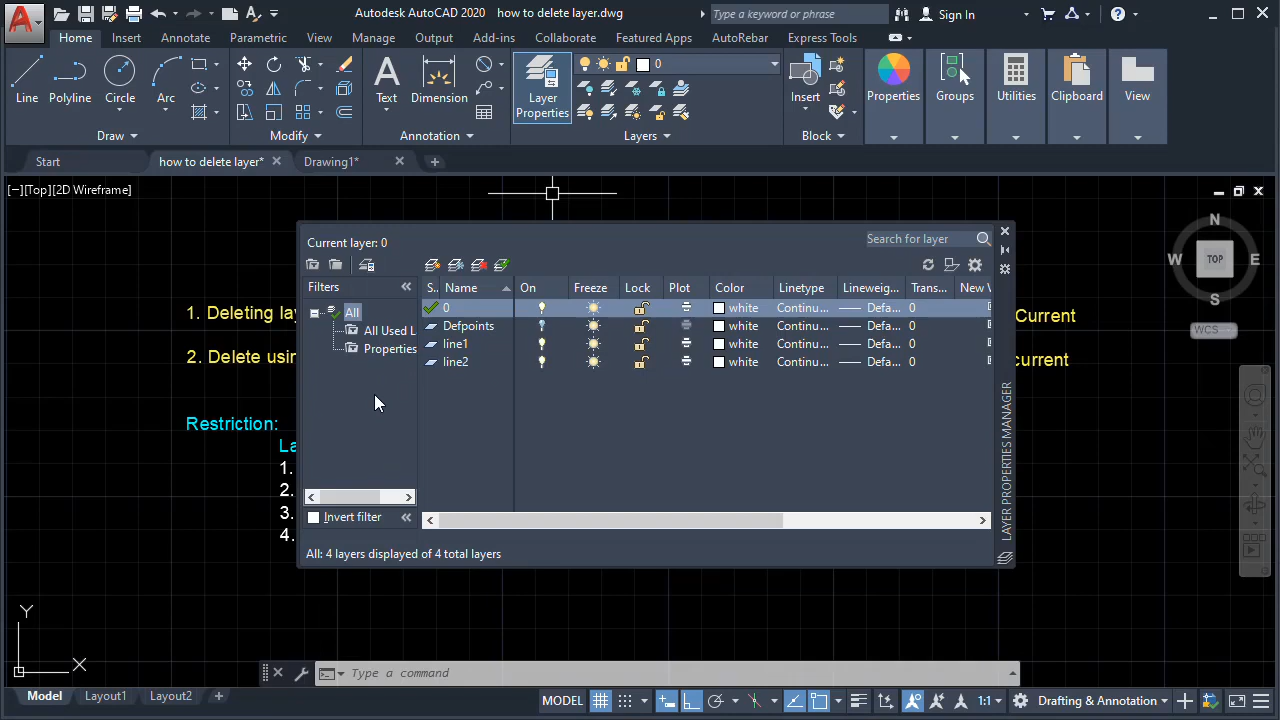 Autodesk AutoCAD 2020 how to delete layer.dwg
Type a keyword or phrase
Sign In
Home Insert Annotate Parametric View Manage Output Add-ins Collaborate Featured Apps AutoRebar Express Tools
0
Line Polyline Circle Arc
Text Dimension
Layer
Properties
Insert Properties Groups Utilities Clipboard View
Draw Modify Annotation Layers Block
Start how to delete layer* Drawing1*
[−][Top][2D Wireframe]
N
W TOP E
S
WCS
Current layer: 0
Search for layer
Filters
S.. Name On Freeze Lock Plot Color Linetype Lineweig... Trans... New V
All
All Used L
Properties
0 white Continu... Defa... 0
Defpoints white Continu... Defa... 0
line1 white Continu... Defa... 0
line2 white Continu... Defa... 0
Invert filter
All: 4 layers displayed of 4 total layers
LAYER PROPERTIES MANAGER
1. Deleting lay
Current
2. Delete usin
current
Restriction:
La
1.
2.
3.
4.
Y
X
Type a command
Model Layout1 Layout2
MODEL
1:1
Drafting & Annotation